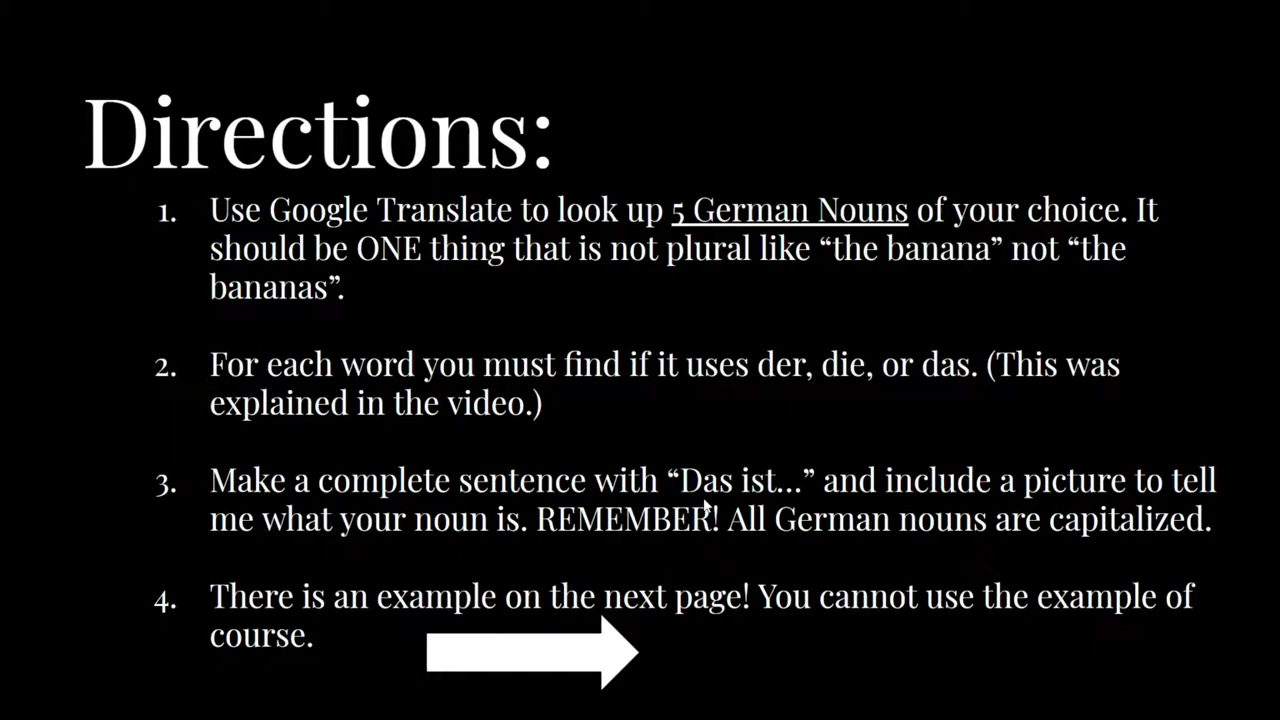 Directions:
1. Use Google Translate to look up 5 German Nouns of your choice. It
should be ONE thing that is not plural like “the banana” not “the
bananas”.
2. For each word you must find if it uses der, die, or das. (This was
explained in the video.)
3. Make a complete sentence with “Das ist...” and include a picture to tell
me what your noun is. REMEMBER! All German nouns are capitalized.
4. There is an example on the next page! You cannot use the example of
course.